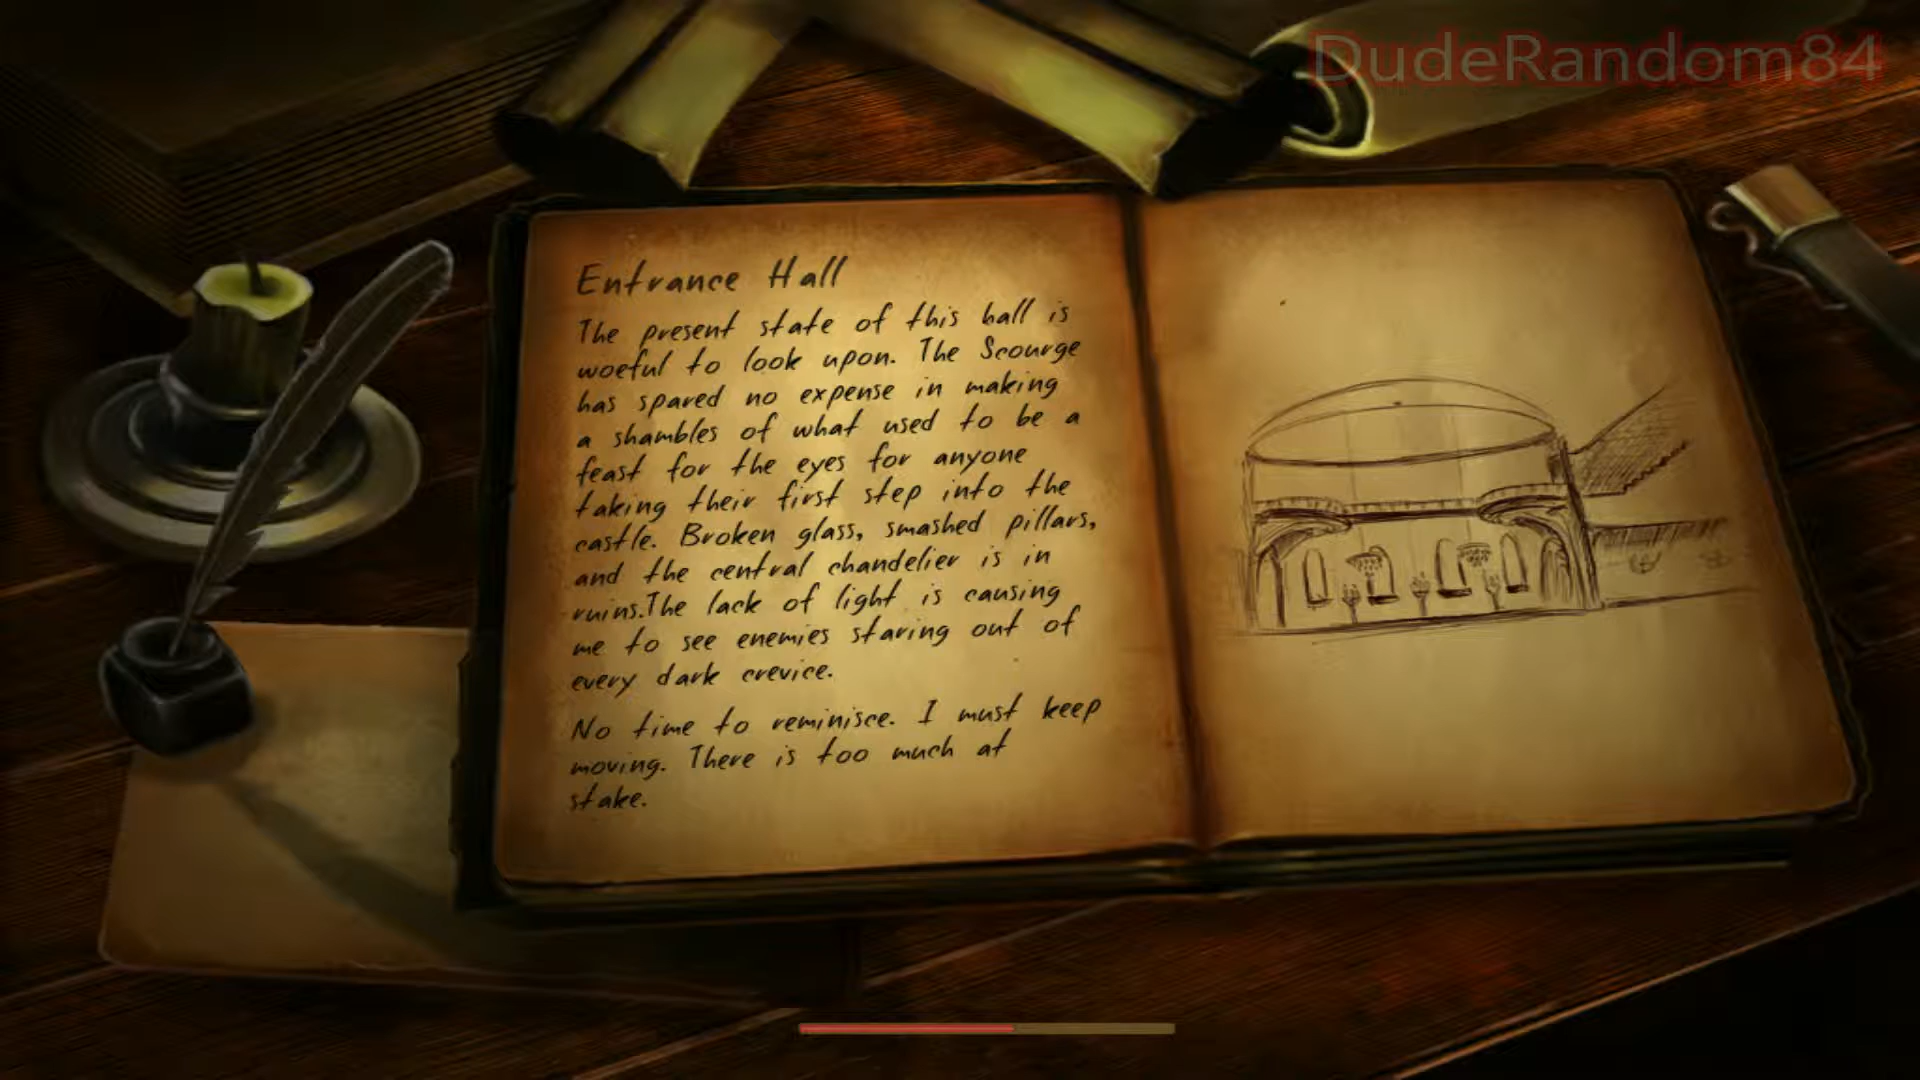 DudeRandom84
Entrance Hall
The present state of this hall is
woeful to look upon. The Scourge
has spared no expense in making
a shambles of what used to be a
feast for the eyes for anyone
taking their first step into the
castle. Broken glass, smashed pillars,
and the central chandelier is in
ruins.The lack of light is causing
me to see enemies staring out of
every dark crevice.
No time to reminisce. I must keep
moving. There is too much at
stake.